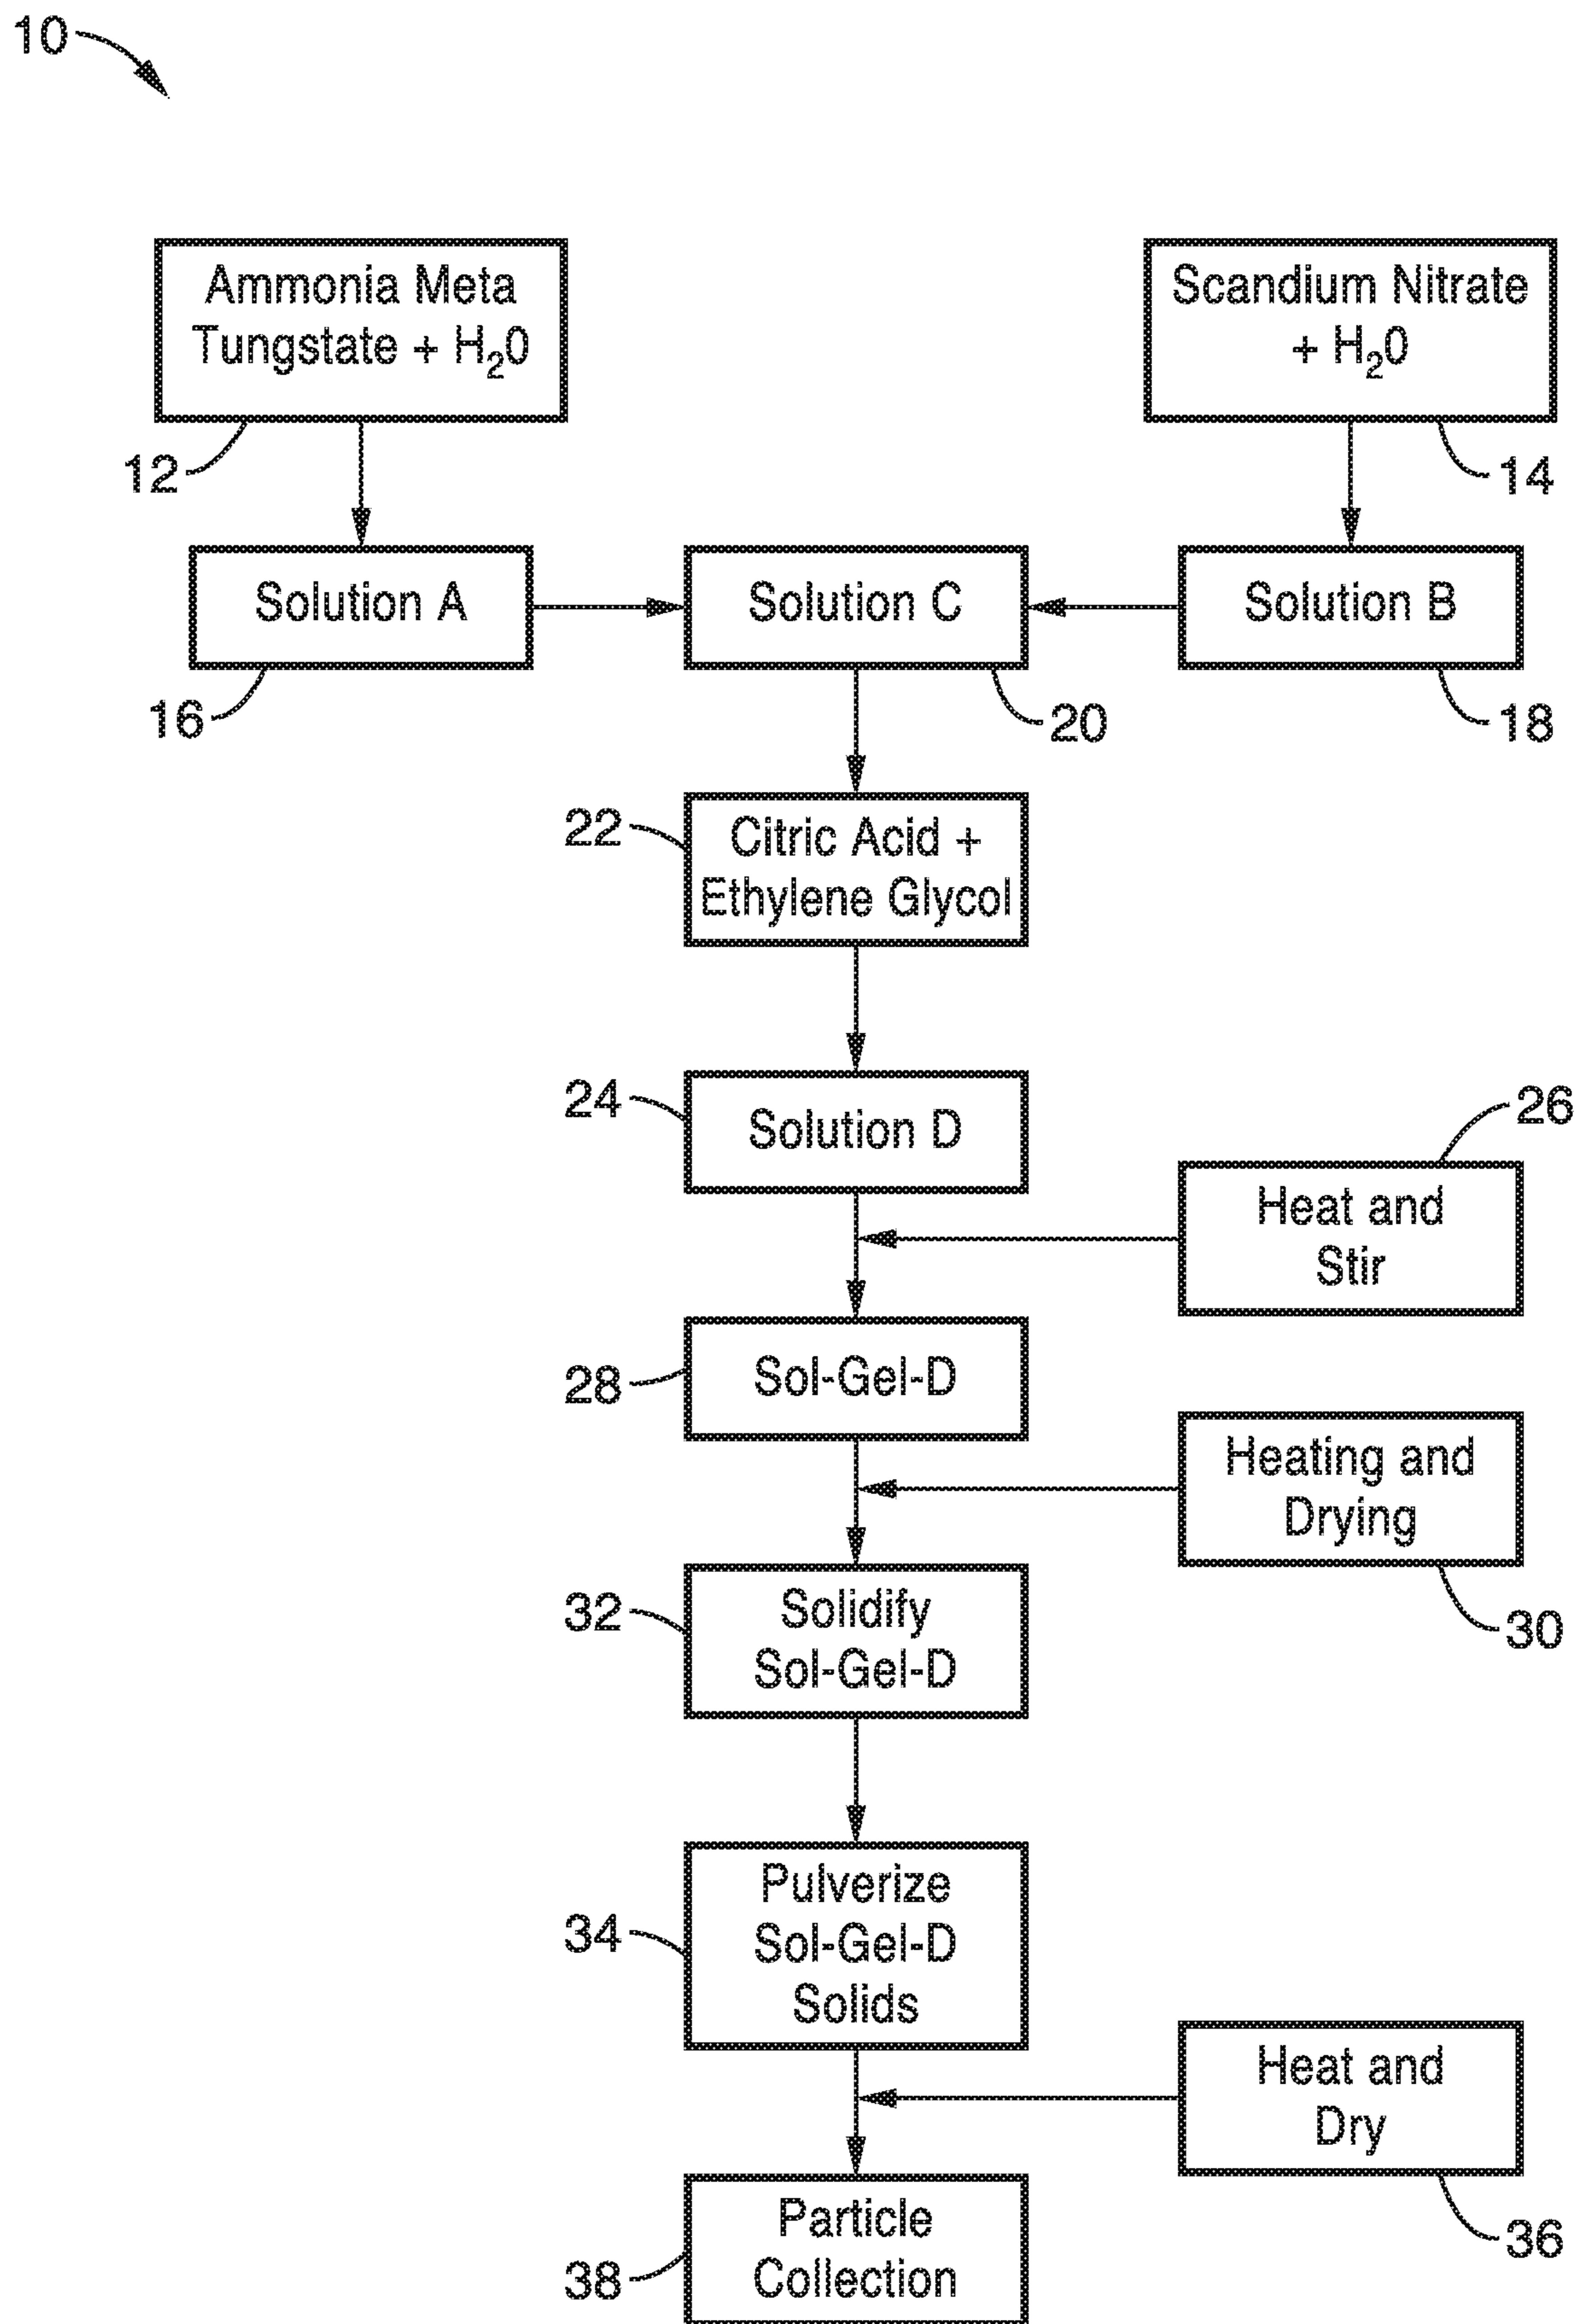 10
Ammonia Meta
Tungstate + H₂0
12
Scandium Nitrate
+ H₂0
14
Solution A
16
Solution C
20
Solution B
18
22
Citric Acid +
Ethylene Glycol
24
Solution D
26
Heat and
Stir
28
Sol-Gel-D
Heating and
Drying
30
32
Solidify
Sol-Gel-D
34
Pulverize
Sol-Gel-D
Solids
Heat and
Dry
36
38
Particle
Collection